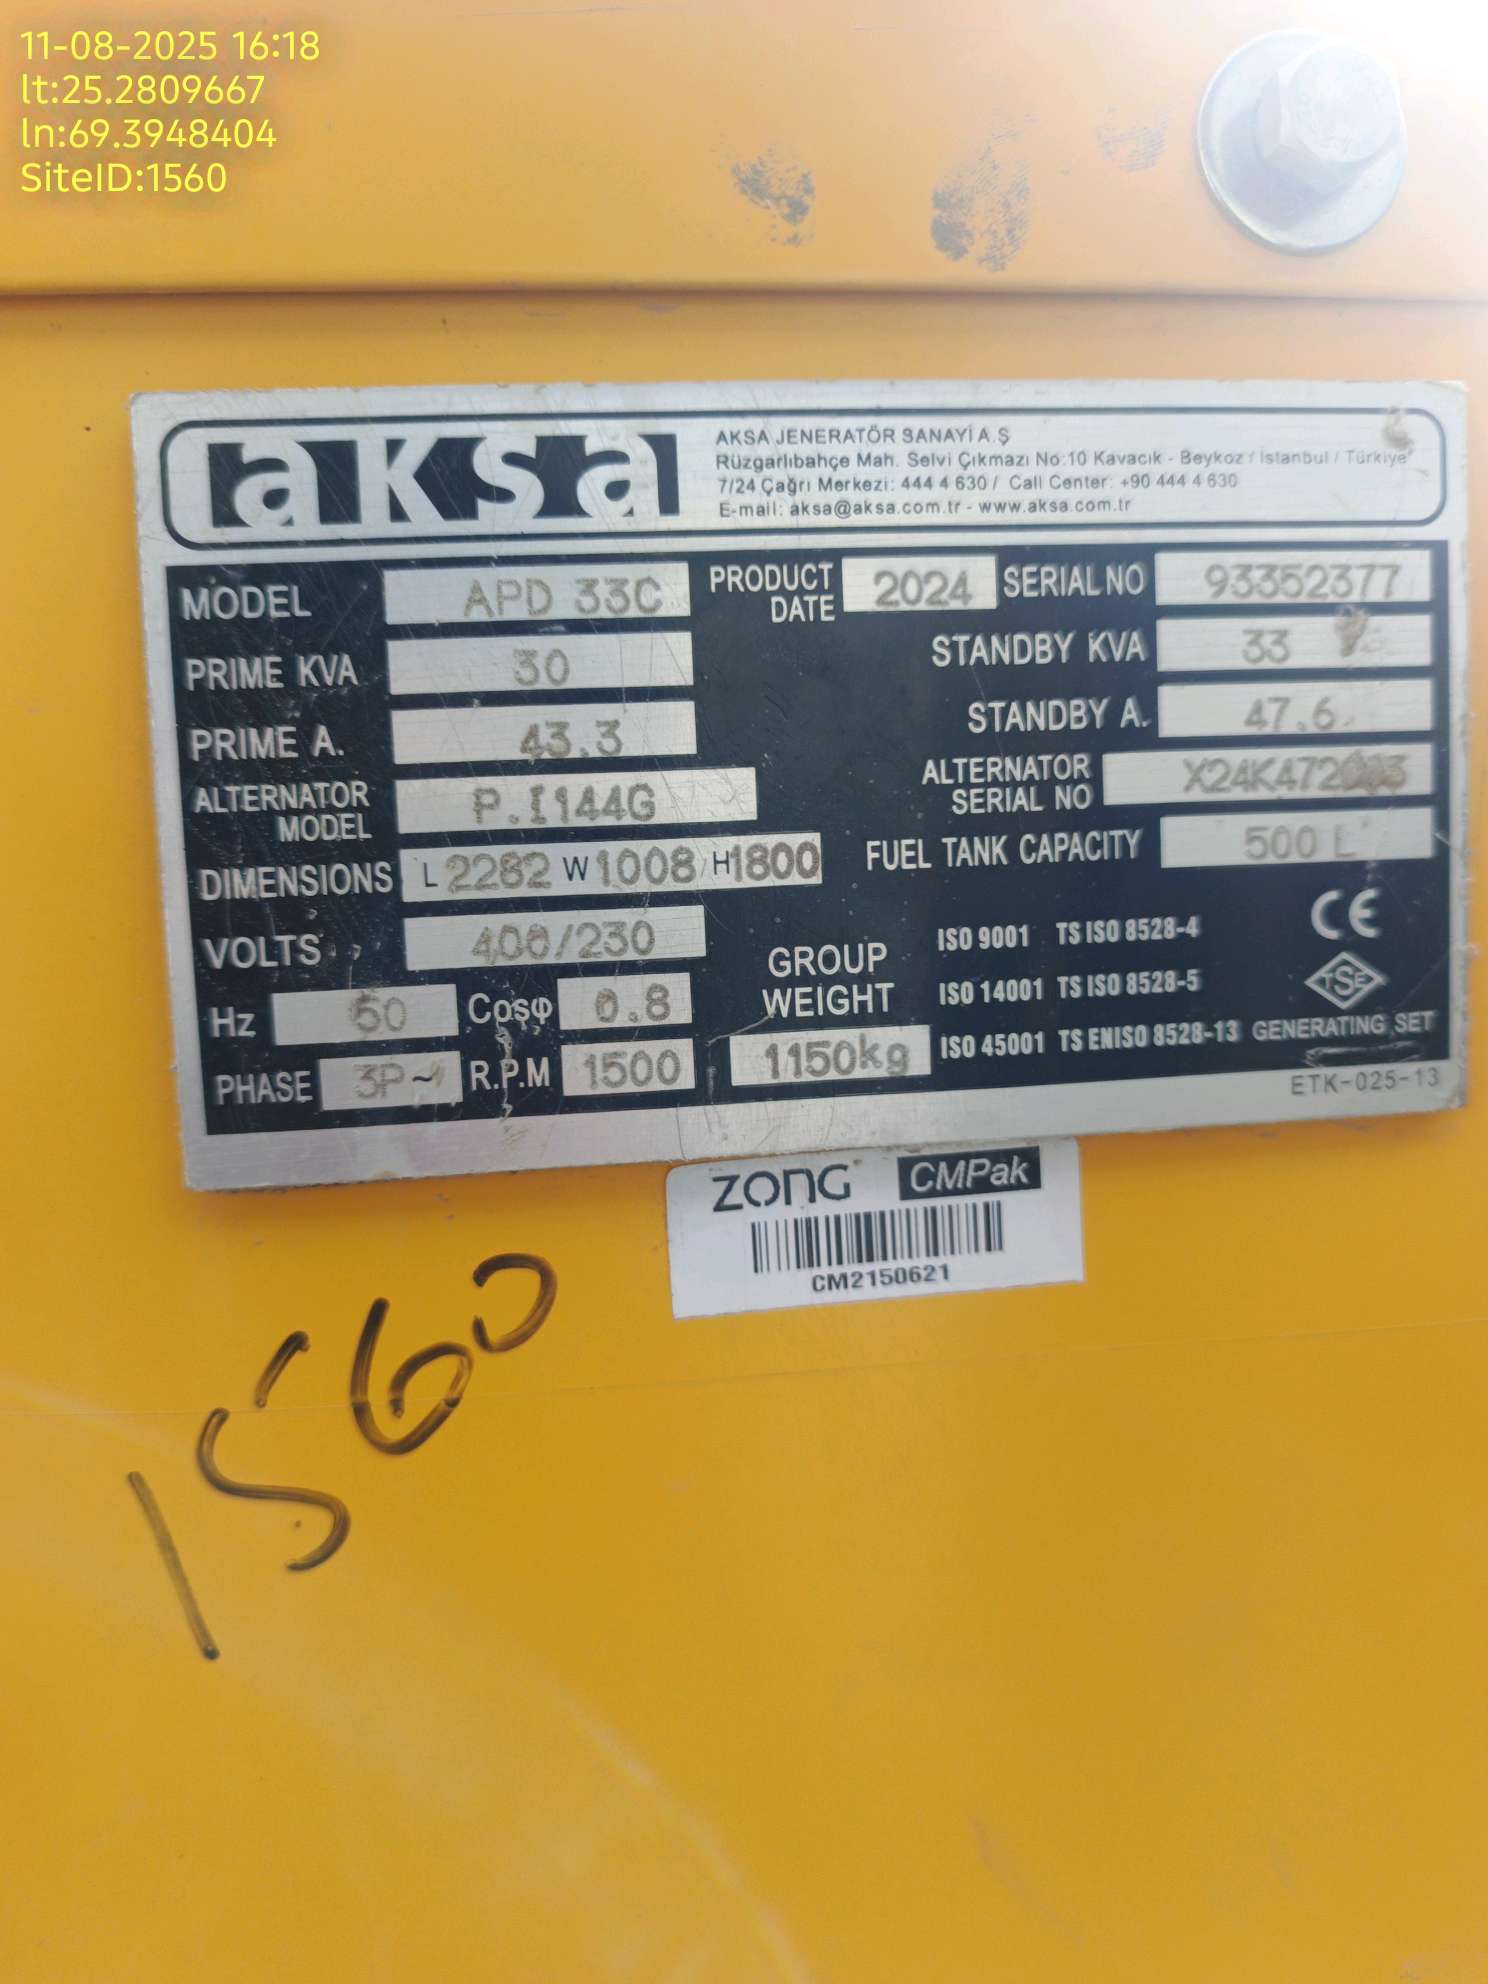 11-08-2025 16:18
lt:25.2809667
ln:69.3948404
SiteID:1560
aksa
AKSA JENERATÖR SANAYİ A.Ş
Rüzgarlıbahçe Mah. Selvi Çıkmazı No:10 Kavacık - Beykoz / İstanbul / Türkiye
7/24 Çağrı Merkezi: 444 4 630 / Call Center: +90 444 4 630
E-mail: aksa@aksa.com.tr - www.aksa.com.tr
MODEL APD 33C PRODUCT DATE 2024 SERIAL NO 93352377
PRIME KVA 30 STANDBY KVA 33
PRIME A. 43.3 STANDBY A. 47.6
ALTERNATOR MODEL P.I144G ALTERNATOR SERIAL NO
DIMENSIONS L 2282 W 1008 H 1800 FUEL TANK CAPACITY 500 L
VOLTS 400/230 GROUP WEIGHT 1150kg
Hz 50 Cosφ 0.8
PHASE 3P~ R.P.M 1500
ISO 9001 TS ISO 8528-4 CE
ISO 14001 TS ISO 8528-5 TSE
ISO 45001 TS EN ISO 8528-13 GENERATING SET
ETK-025-13
ZONG CMPak
CM2150621
1560